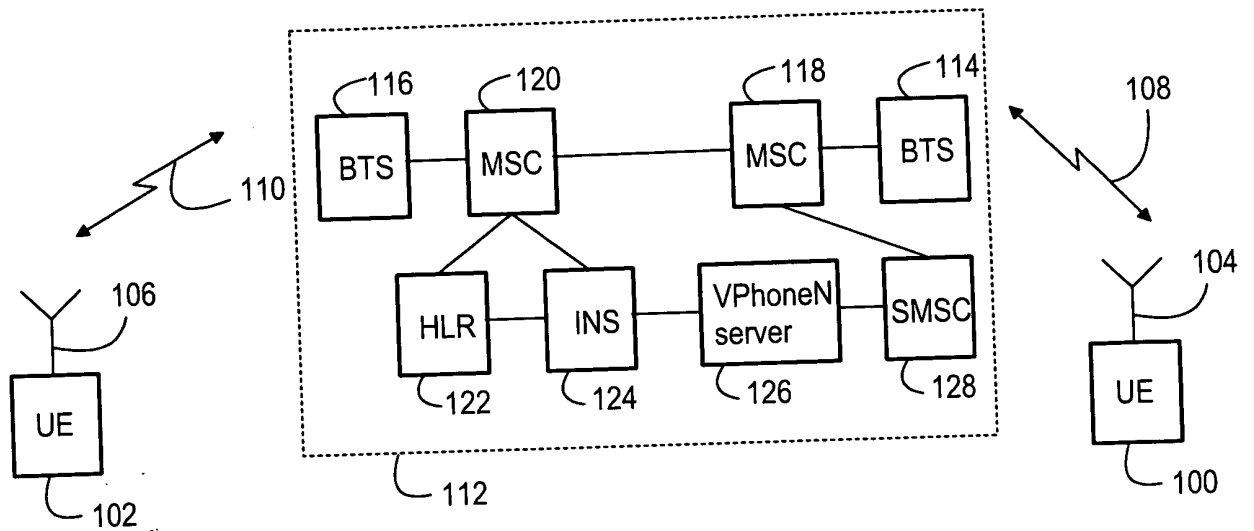 116
120
118
114
108
BTS
MSC
MSC
BTS
110
106
104
HLR
INS
VPhoneN
server
SMSC
122
124
126
128
UE
UE
102
112
100